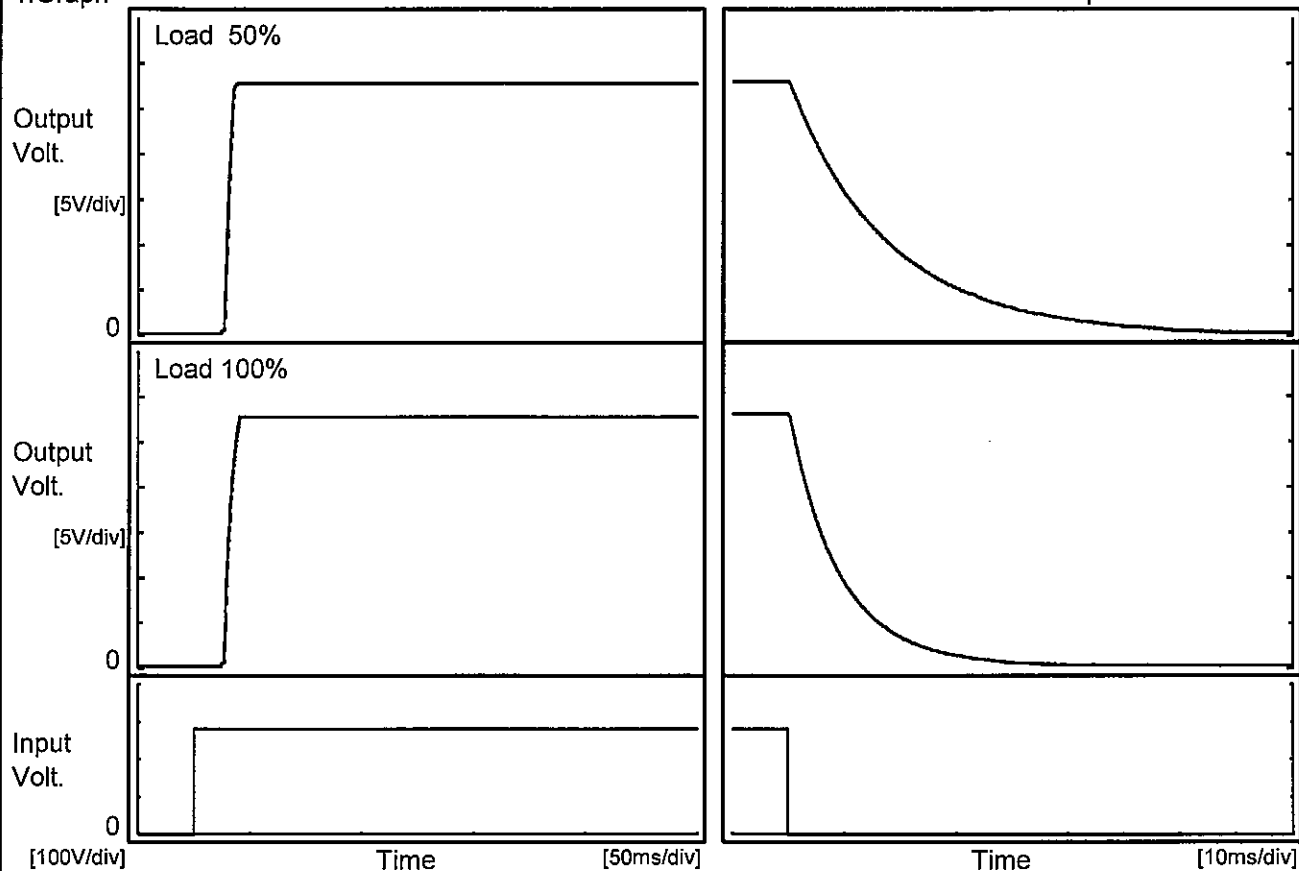 Load 50%
Output
Volt.
[5V/div]
0
Load 100%
Output
Volt.
[5V/div]
0
Input
Volt.
0
[100V/div]
Time
[50ms/div]
Time
[10ms/div]